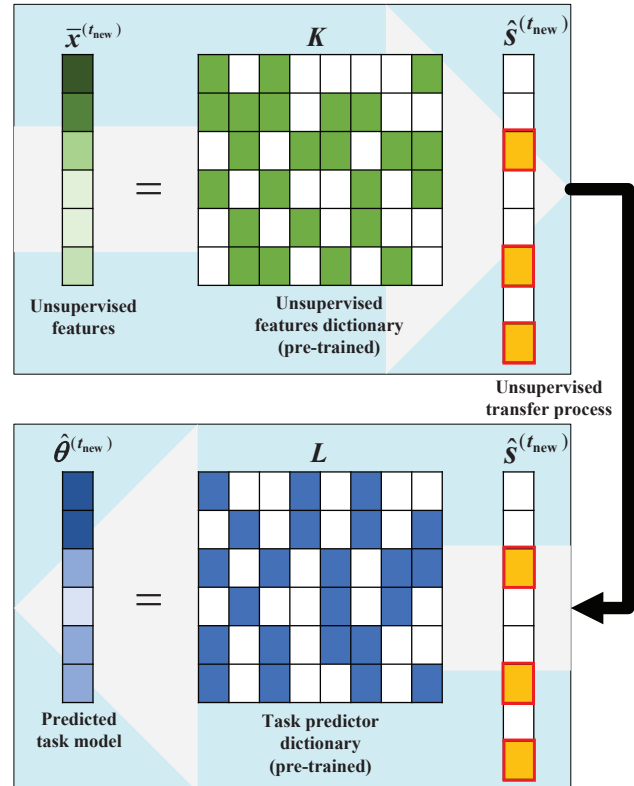 x̄^(t_new) K ŝ^(t_new)
=
Unsupervised
features
Unsupervised
features dictionary
(pre-trained)
Unsupervised
transfer process
θ̂^(t_new) L ŝ^(t_new)
=
Predicted
task model
Task predictor
dictionary
(pre-trained)